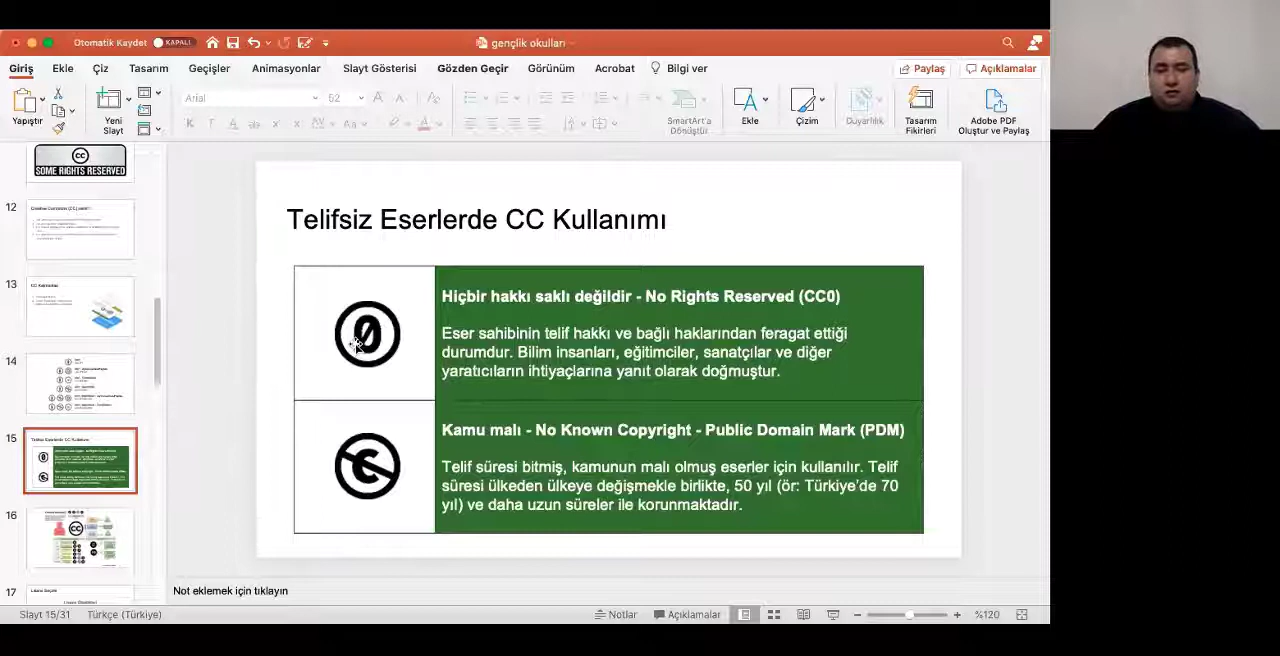 Otomatik Kaydet KAPALI
gençlik okulları
Giriş Ekle Çiz Tasarım Geçişler Animasyonlar Slayt Gösterisi Gözden Geçir Görünüm Acrobat Bilgi ver
Paylaş Açıklamalar
Yapıştır
Yeni Slayt
Arial 52
SmartArt'a Dönüştür
Ekle
Çizim
Duyarlılık
Tasarım Fikirleri
Adobe PDF Oluştur ve Paylaş
CC
SOME RIGHTS RESERVED
12
13
14
15
16
17
Telifsiz Eserlerde CC Kullanımı
Hiçbir hakkı saklı değildir - No Rights Reserved (CC0)
Eser sahibinin telif hakkı ve bağlı haklarından feragat ettiği
durumdur. Bilim insanları, eğitimciler, sanatçılar ve diğer
yaratıcıların ihtiyaçlarına yanıt olarak doğmuştur.
Kamu malı - No Known Copyright - Public Domain Mark (PDM)
Telif süresi bitmiş, kamunun malı olmuş eserler için kullanılır. Telif
süresi ülkeden ülkeye değişmekle birlikte, 50 yıl (ör: Türkiye'de 70
yıl) ve daha uzun süreler ile korunmaktadır.
Not eklemek için tıklayın
Slayt 15/31 Türkçe (Türkiye)
Notlar Açıklamalar %120